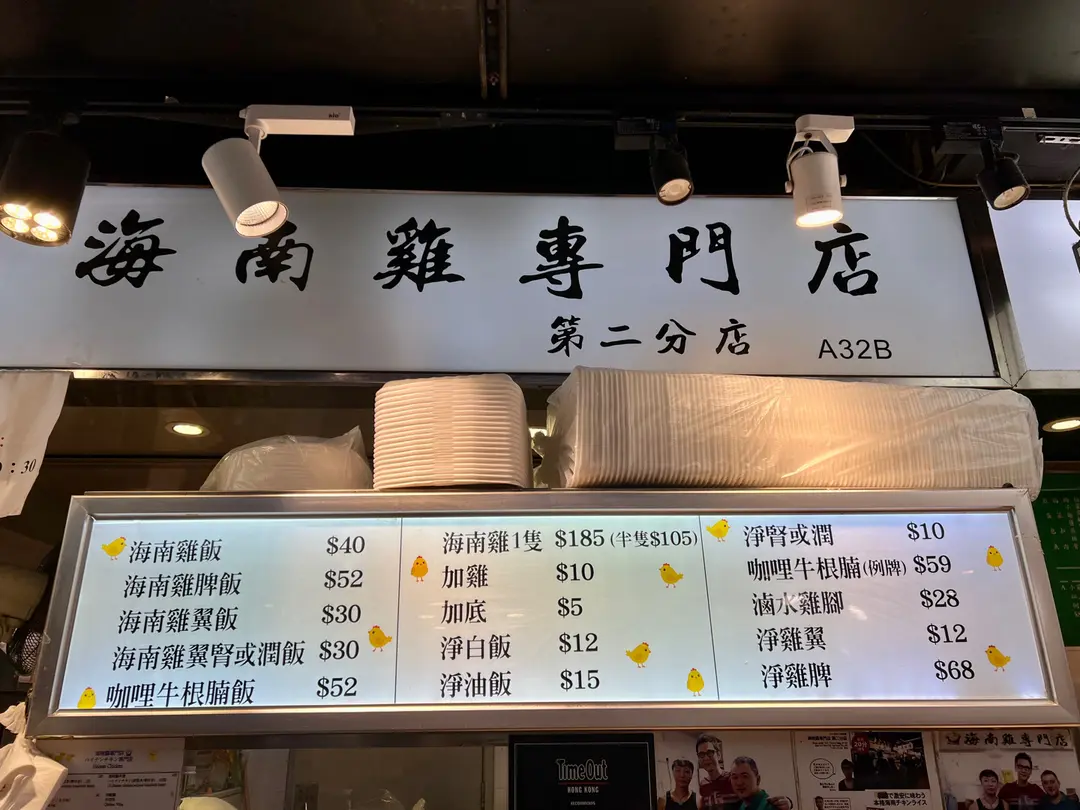 海南雞專門店
第二分店 A32B
:30
海南雞飯 $40
海南雞脾飯 $52
海南雞翼飯 $30
海南雞翼腎或潤飯 $30
咖喱牛根腩飯 $52
海南雞1隻 $185 (半隻$105)
加雞 $10
加底 $5
淨白飯 $12
淨油飯 $15
淨腎或潤 $10
咖喱牛根腩(例牌) $59
滷水雞腳 $28
淨雞翼 $12
淨雞脾 $68
TimeOut
HONG KONG
海南雞專門店